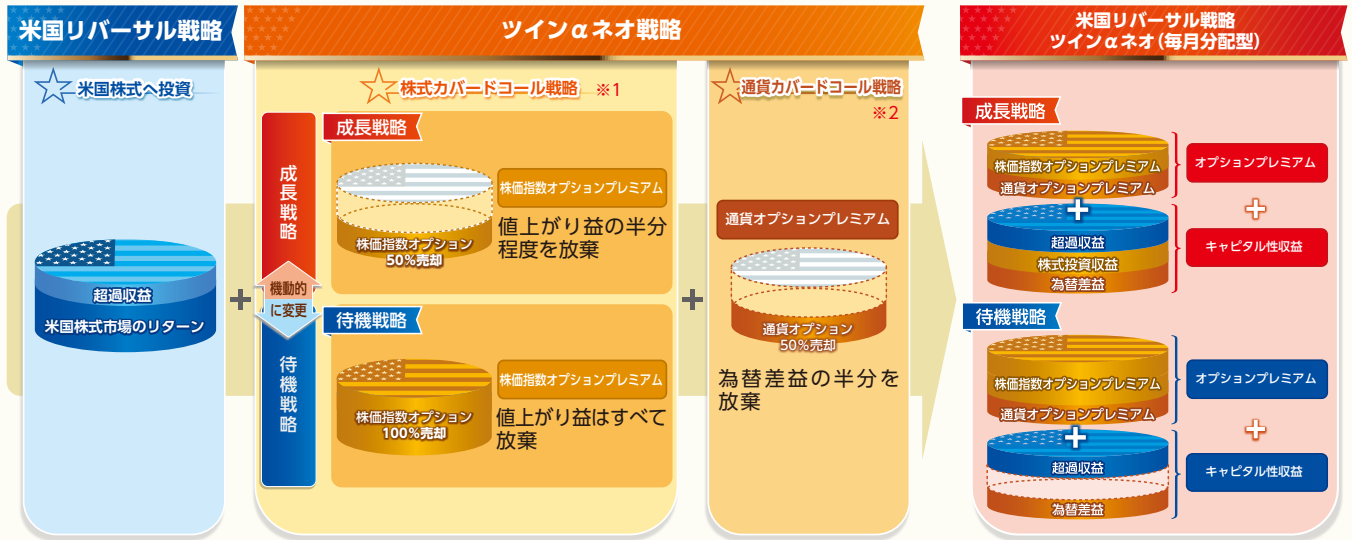 米国リバーサル戦略
米国株式へ投資
超過収益
米国株式市場のリターン
+
ツインαネオ戦略
株式カバードコール戦略 ※1
成長戦略
機動的
に変更
待機戦略
成長戦略
株価指数オプション
50%売却
株価指数オプションプレミアム
値上がり益の半分
程度を放棄
待機戦略
株価指数オプション
100%売却
株価指数オプションプレミアム
値上がり益はすべて
放棄
+
通貨カバードコール戦略
※2
通貨オプションプレミアム
通貨オプション
50%売却
為替差益の半分を
放棄
米国リバーサル戦略
ツインαネオ(毎月分配型)
成長戦略
株価指数オプションプレミアム
通貨オプションプレミアム
+
超過収益
株式投資収益
為替差益
オプションプレミアム
+
キャピタル性収益
待機戦略
株価指数オプションプレミアム
通貨オプションプレミアム
+
超過収益
為替差益
オプションプレミアム
+
キャピタル性収益